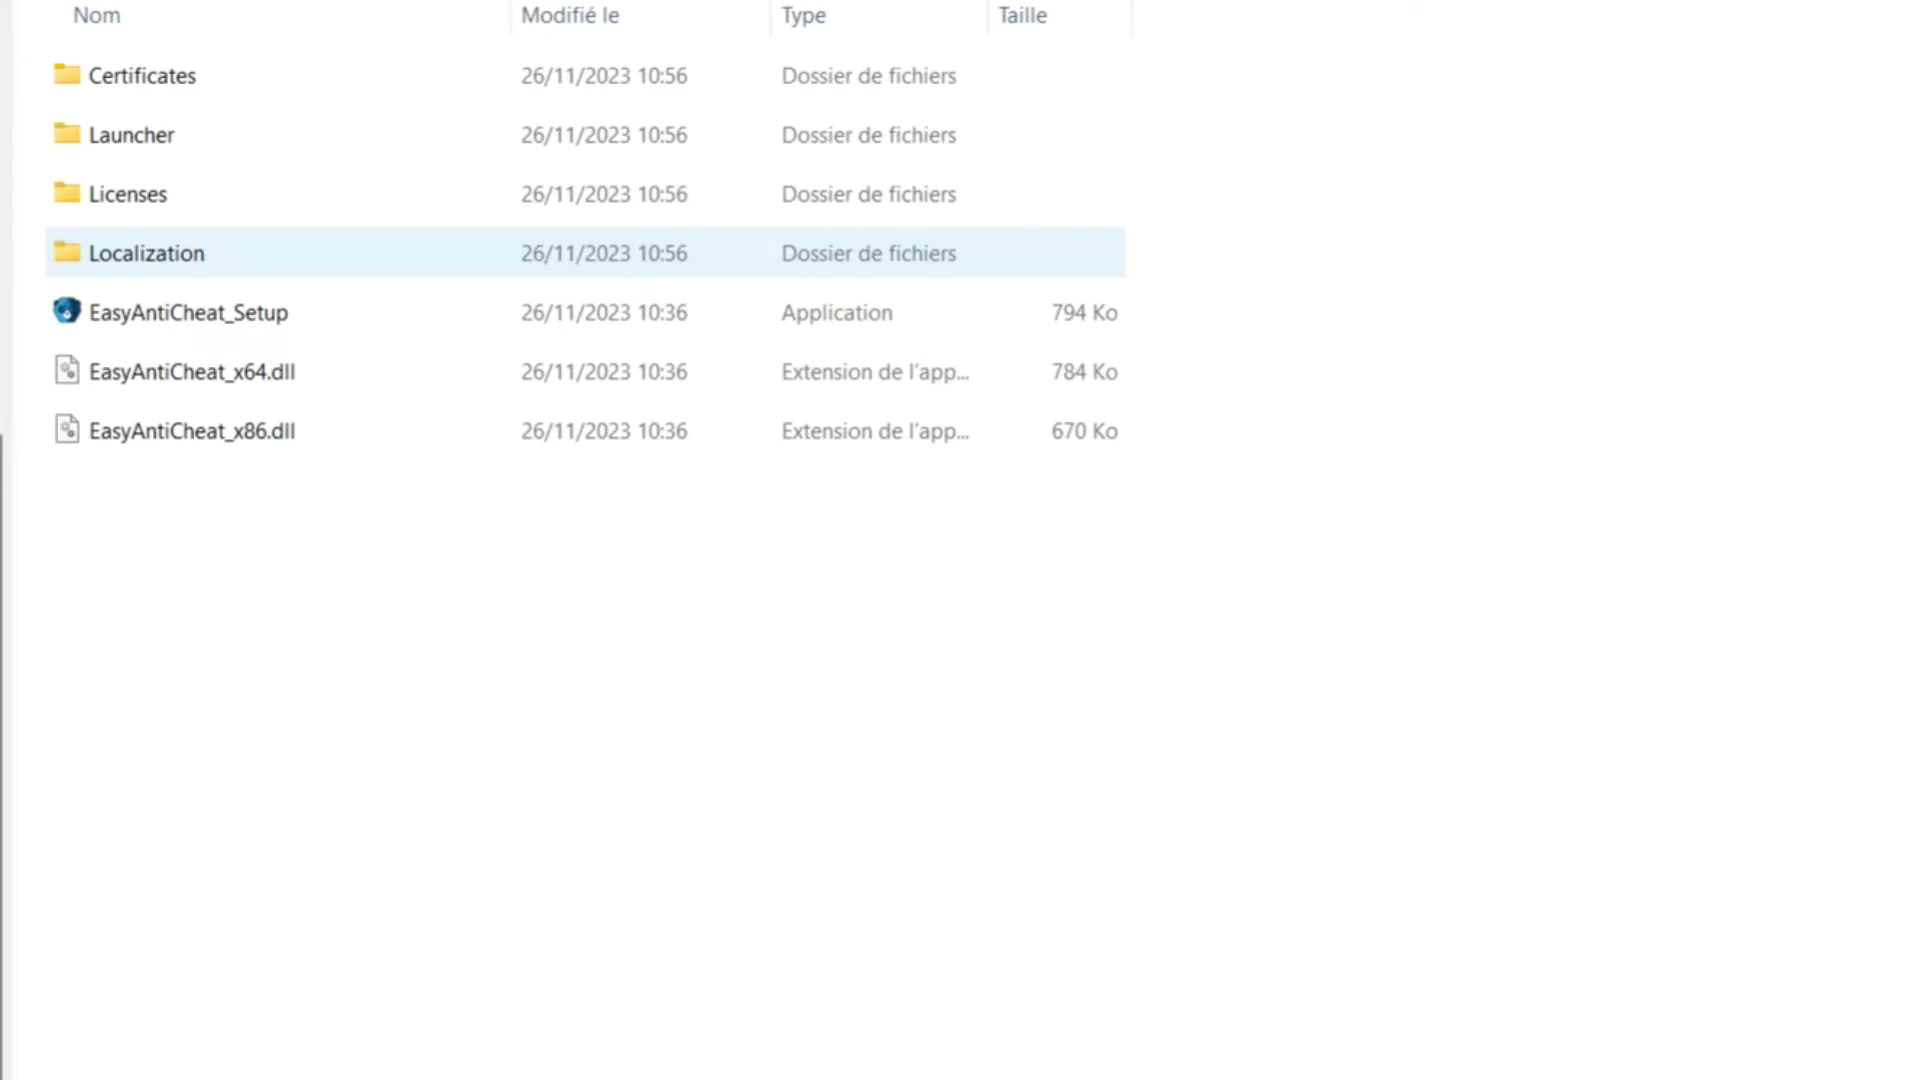 Nom Modifié le Type Taille
Certificates 26/11/2023 10:56 Dossier de fichiers
Launcher 26/11/2023 10:56 Dossier de fichiers
Licenses 26/11/2023 10:56 Dossier de fichiers
Localization 26/11/2023 10:56 Dossier de fichiers
EasyAntiCheat_Setup 26/11/2023 10:36 Application 794 Ko
EasyAntiCheat_x64.dll 26/11/2023 10:36 Extension de l'app... 784 Ko
EasyAntiCheat_x86.dll 26/11/2023 10:36 Extension de l'app... 670 Ko